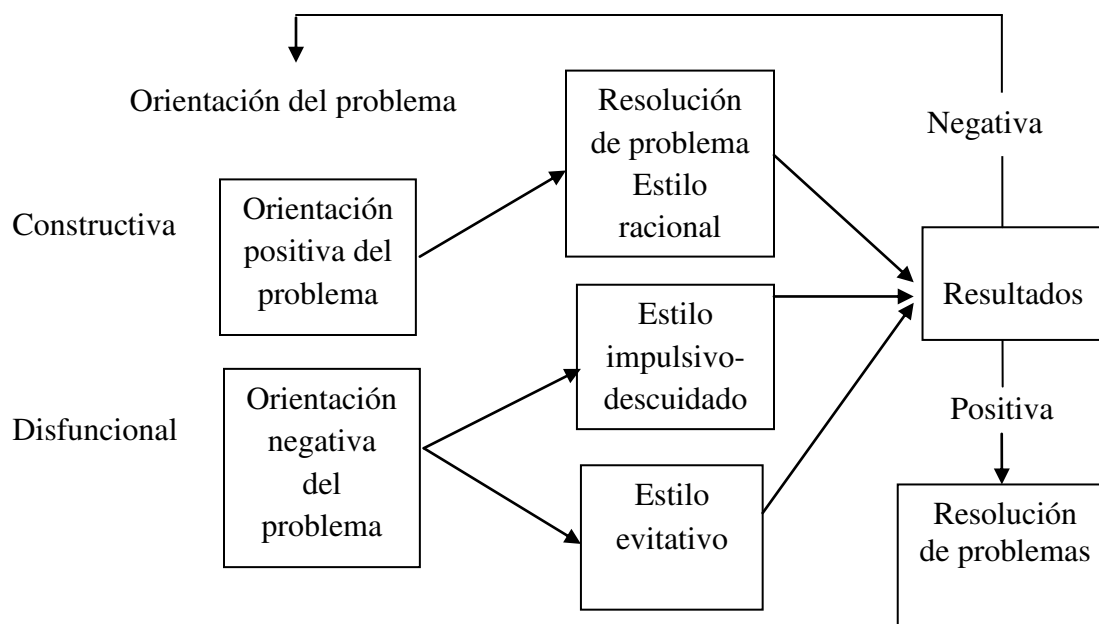 Orientación del problema
Constructiva
Orientación
positiva del
problema
Resolución
de problema
Estilo
racional
Negativa
Resultados
Disfuncional
Orientación
negativa
del
problema
Estilo
impulsivo-
descuidado
Estilo
evitativo
Positiva
Resolución
de problemas